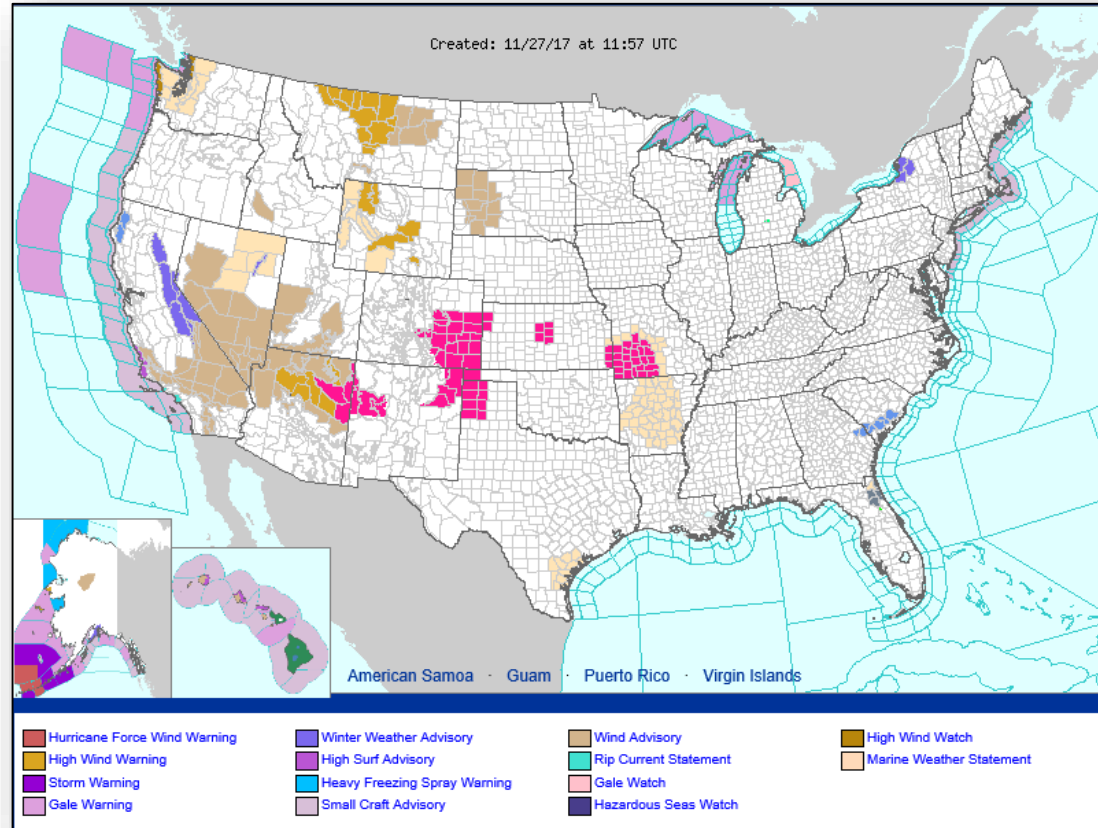 Created: 11/27/17 at 11:57 UTC
American Samoa · Guam · Puerto Rico · Virgin Islands
Hurricane Force Wind Warning
Winter Weather Advisory
Wind Advisory
High Wind Watch
High Wind Warning
High Surf Advisory
Rip Current Statement
Marine Weather Statement
Storm Warning
Heavy Freezing Spray Warning
Gale Watch
Gale Warning
Small Craft Advisory
Hazardous Seas Watch